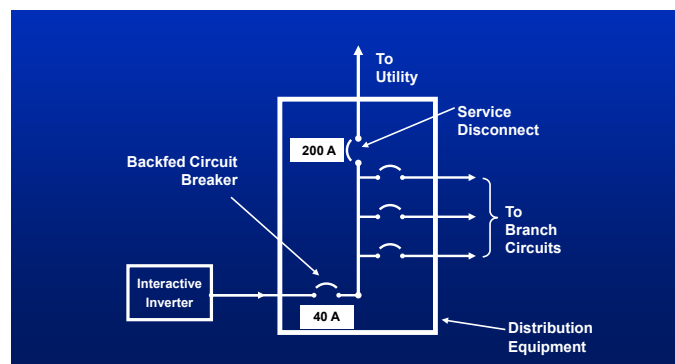 To
Utility
Service
Disconnect
200 A
Backfed Circuit
Breaker
To
Branch
Circuits
Interactive
Inverter
40 A
Distribution
Equipment